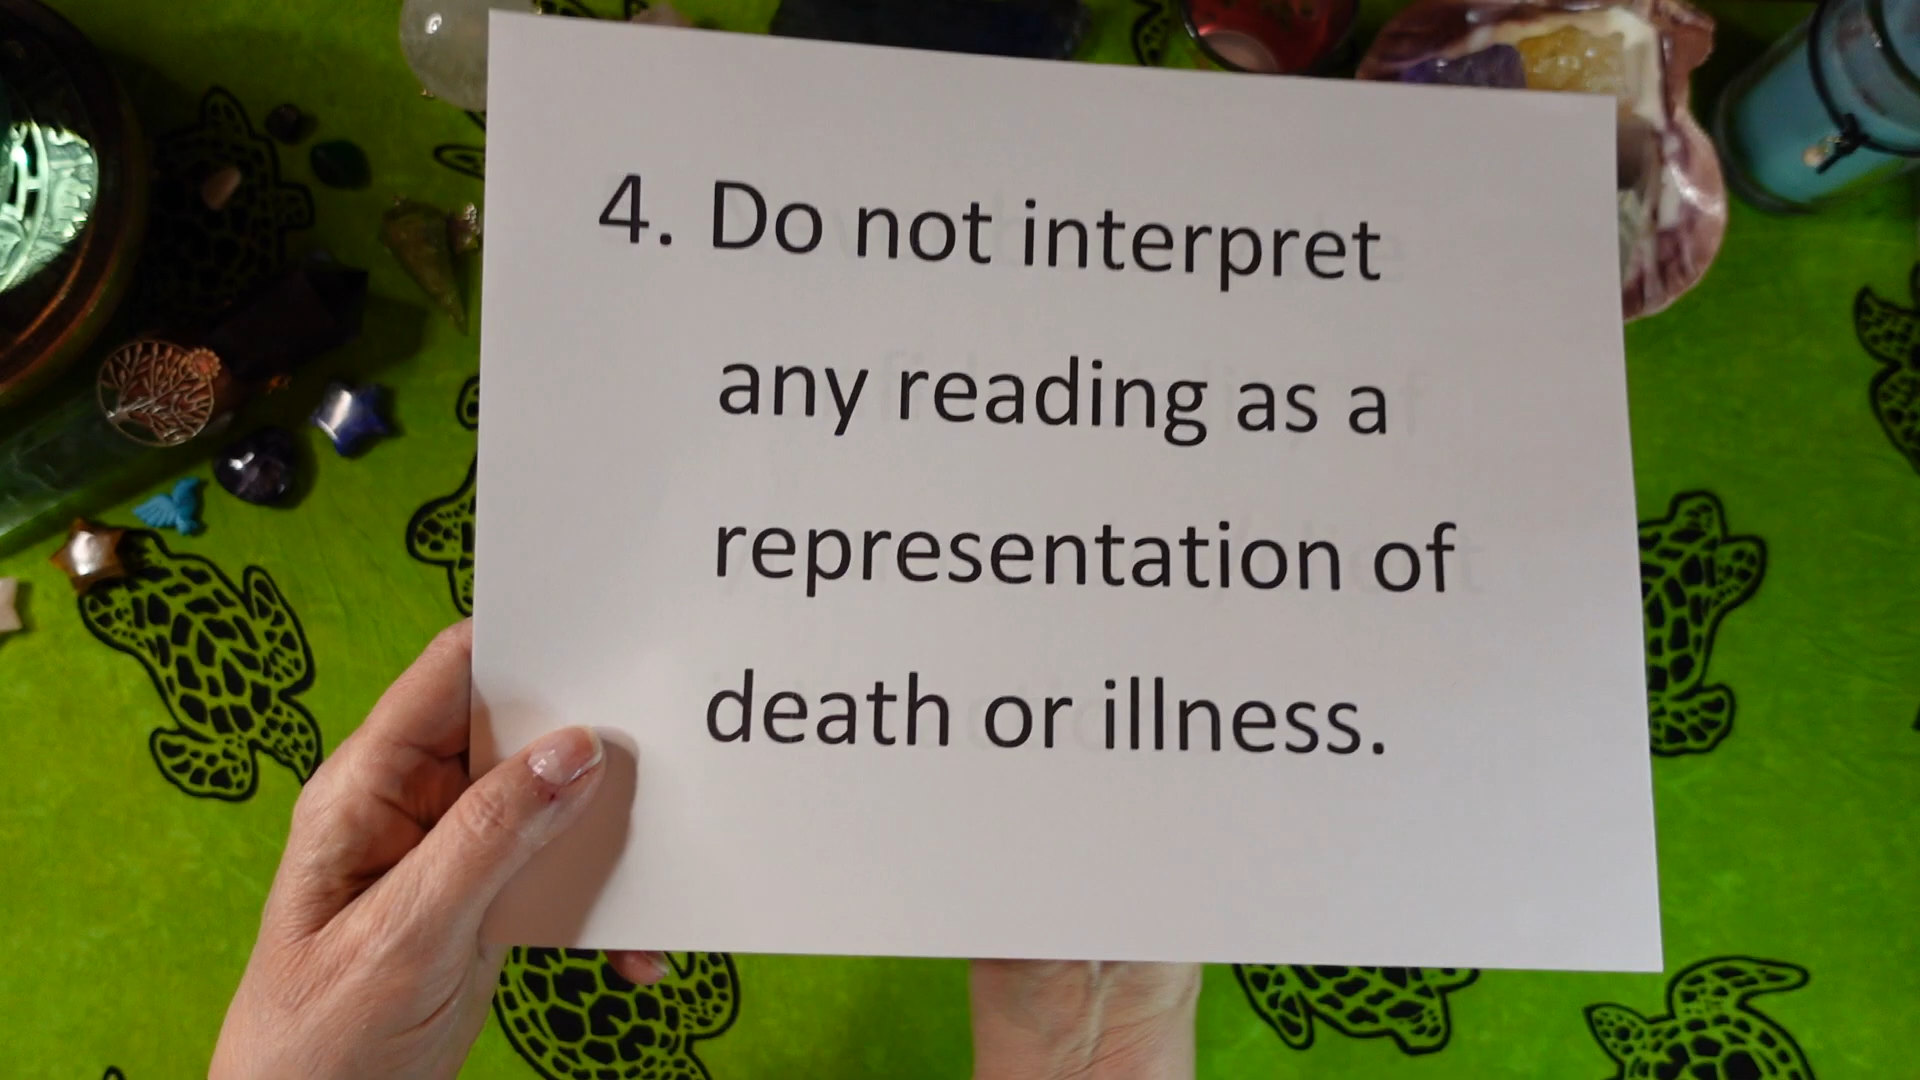 4. Do not interpret
any reading as a
representation of
death or illness.